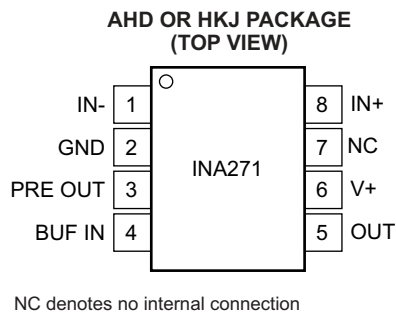 AHD OR HKJ PACKAGE
(TOP VIEW)
IN- 1
GND 2
PRE OUT 3
BUF IN 4
INA271
8 IN+
7 NC
6 V+
5 OUT
NC denotes no internal connection